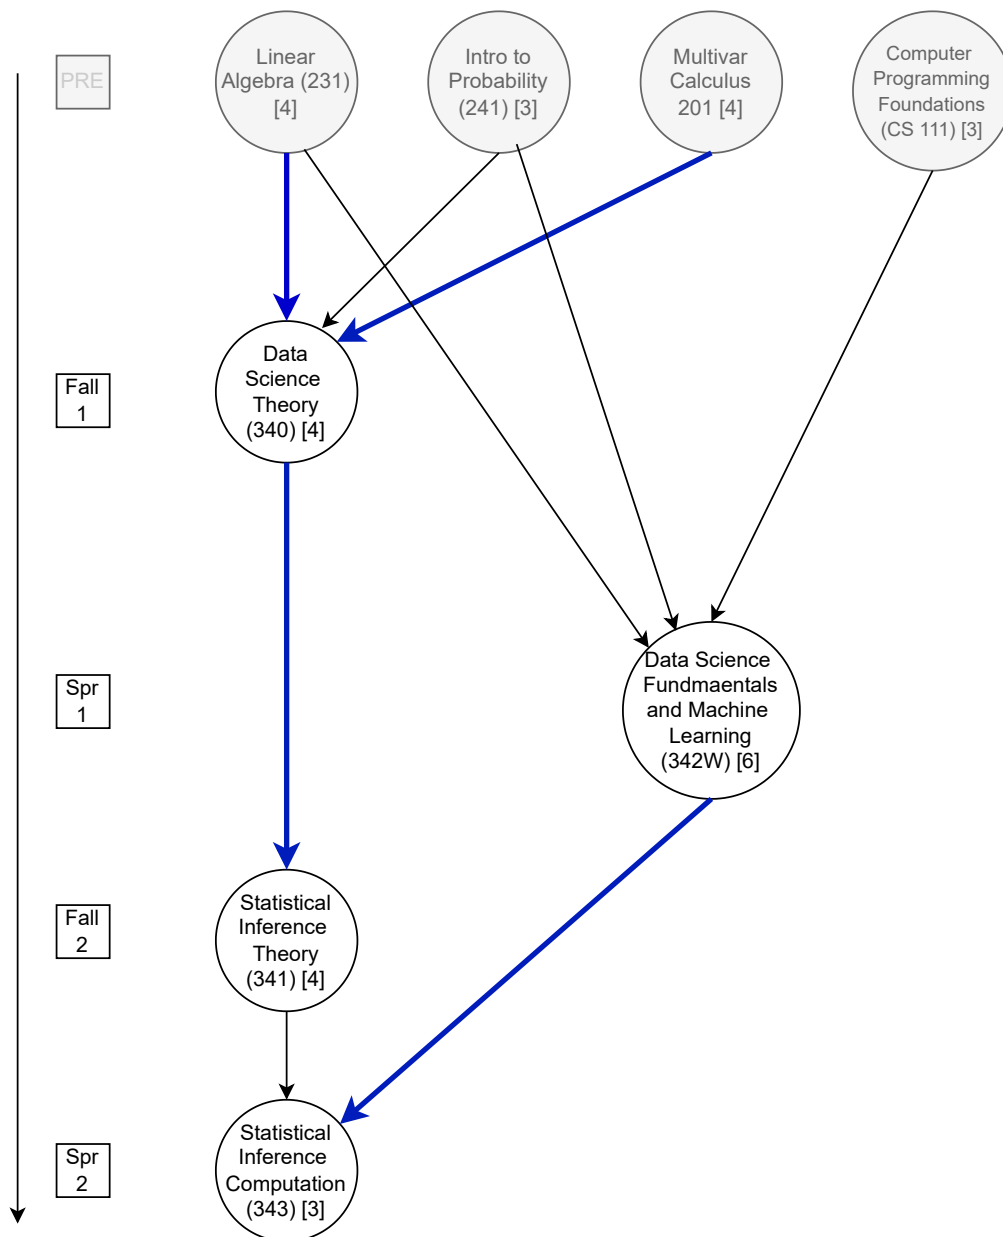 PRE
Linear
Algebra (231)
[4]
Intro to
Probability
(241) [3]
Multivar
Calculus
201 [4]
Computer
Programming
Foundations
(CS 111) [3]
Fall
1
Data
Science
Theory
(340) [4]
Spr
1
Data Science
Fundmaentals
and Machine
Learning
(342W) [6]
Fall
2
Statistical
Inference
Theory
(341) [4]
Spr
2
Statistical
Inference
Computation
(343) [3]